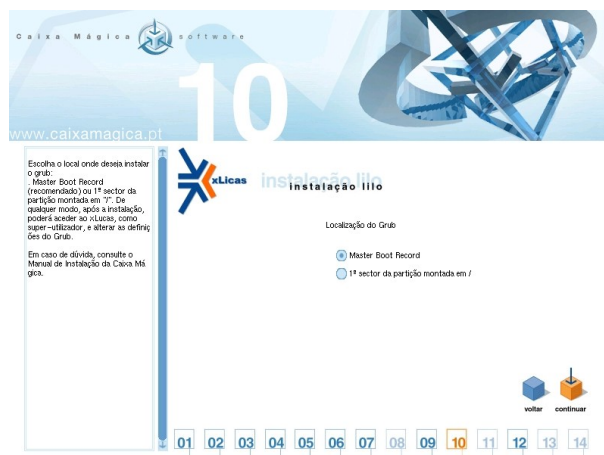 Caixa Mágica software
10
www.caixamagica.pt
Escolha o local onde deseja instalar
o grub:
. Master Boot Record
(recomendado) ou 1º sector da
partição montada em "/". De
qualquer modo, após a instalação,
poderá aceder ao xLucas, como
super-utilizador, e alterar as definiç
ões do Grub.
Em caso de dúvida, consulte o
Manual de Instalação da Caixa Má
gica.
xLicas
instalação lilo
instalação lilo
Localização do Grub
Master Boot Record
1º sector da partição montada em /
voltar continuar
01 02 03 04 05 06 07 08 09 10 11 12 13 14